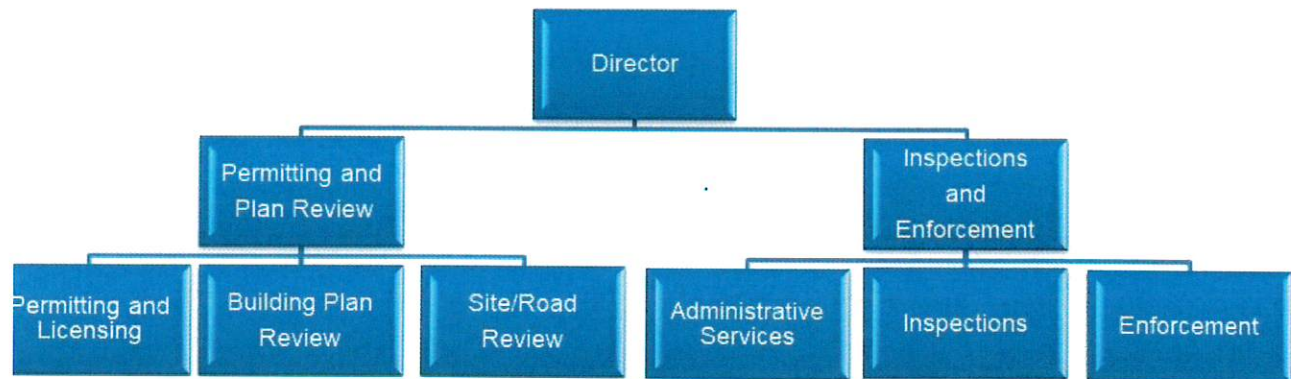 Director
Permitting and
Plan Review
Inspections
and
Enforcement
Permitting and
Licensing
Building Plan
Review
Site/Road
Review
Administrative
Services
Inspections
Enforcement